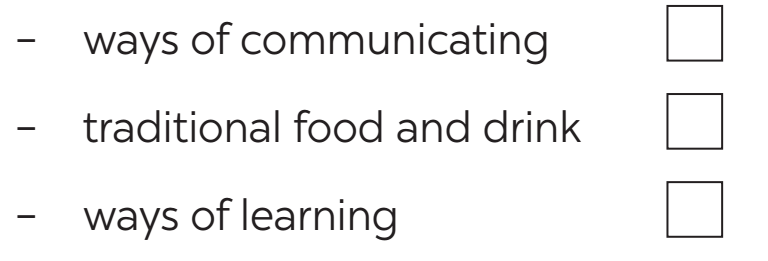 – ways of communicating
– traditional food and drink
– ways of learning